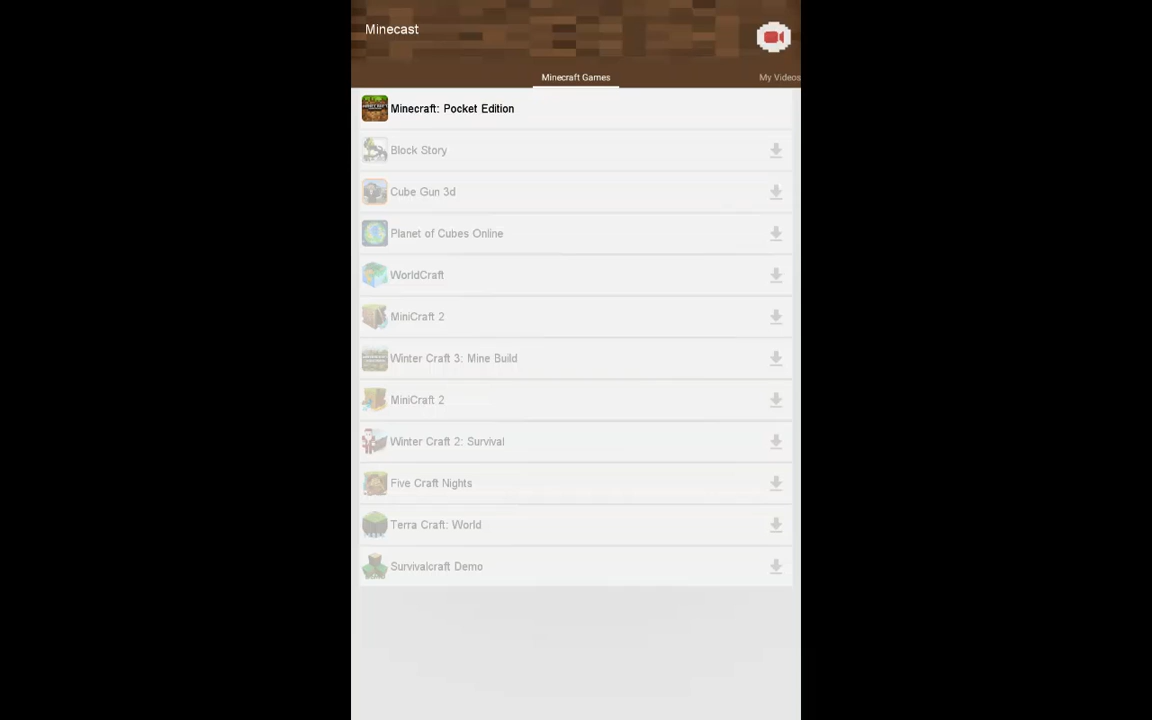 Minecast
Minecraft Games
My Videos
Minecraft: Pocket Edition
Block Story
Cube Gun 3d
Planet of Cubes Online
WorldCraft
MiniCraft 2
Winter Craft 3: Mine Build
MiniCraft 2
Winter Craft 2: Survival
Five Craft Nights
Terra Craft: World
Survivalcraft Demo